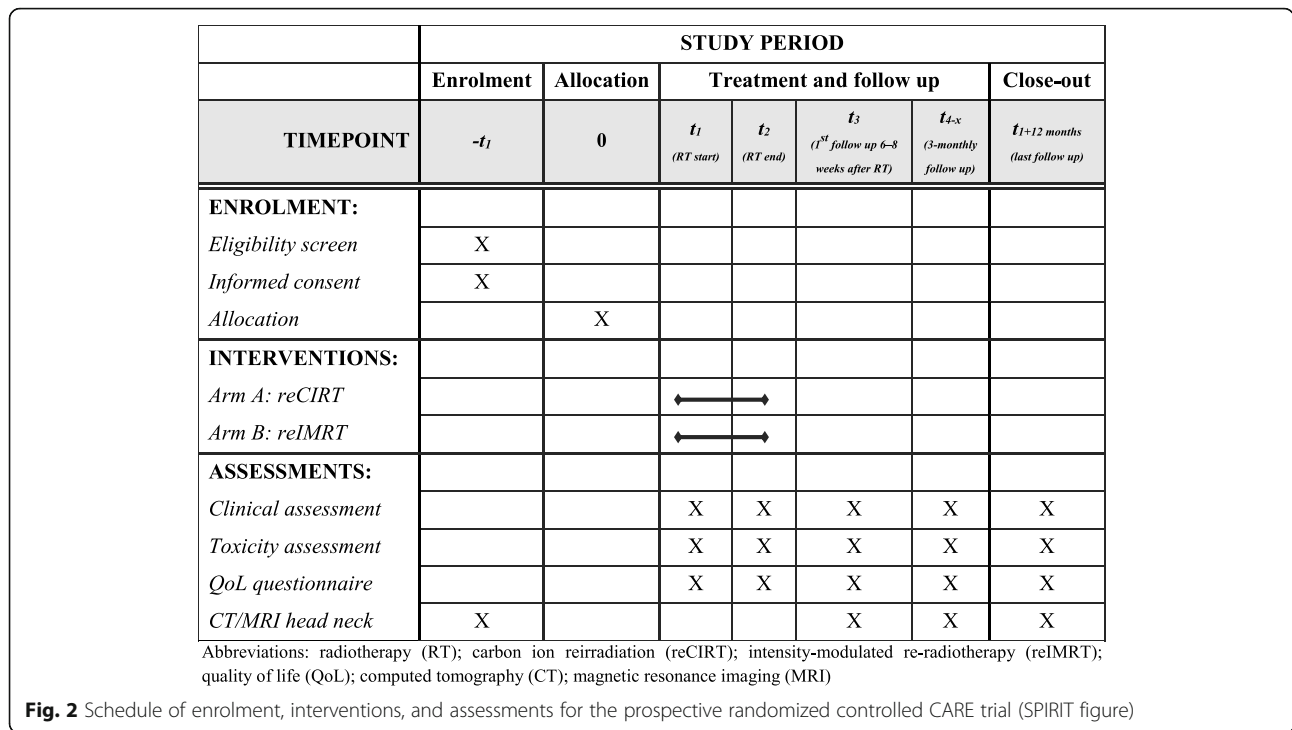 STUDY PERIOD
Enrolment Allocation Treatment and follow up Close-out
TIMEPOINT -t1 0 t1 (RT start) t2 (RT end) t3 (1st follow up 6–8 weeks after RT) t4-x (3-monthly follow up) t1+12 months (last follow up)
ENROLMENT:
Eligibility screen X
Informed consent X
Allocation X
INTERVENTIONS:
Arm A: reCIRT
Arm B: reIMRT
ASSESSMENTS:
Clinical assessment X X X X X
Toxicity assessment X X X X X
QoL questionnaire X X X X X
CT/MRI head neck X X X X
Abbreviations: radiotherapy (RT); carbon ion reirradiation (reCIRT); intensity-modulated re-radiotherapy (reIMRT);
quality of life (QoL); computed tomography (CT); magnetic resonance imaging (MRI)
Fig. 2 Schedule of enrolment, interventions, and assessments for the prospective randomized controlled CARE trial (SPIRIT figure)